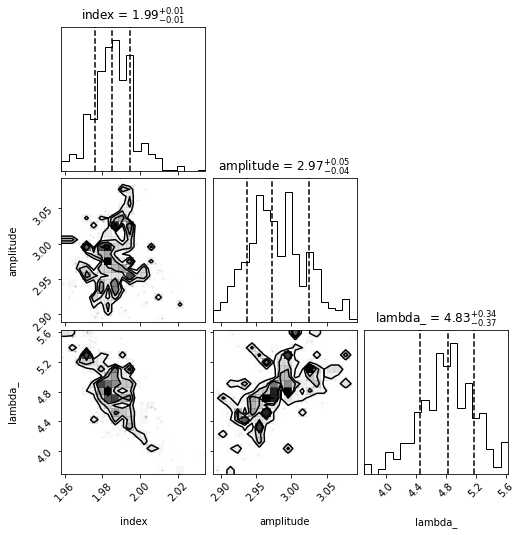 index = 1.99+0.01 −0.01
amplitude = 2.97+0.05 −0.04
amplitude
3.05
3.00
2.95
2.90
lambda_ = 4.83+0.34 −0.37
lambda_
5.6
5.2
4.8
4.4
4.0
1.96 1.98 2.00 2.02 2.90 2.95 3.00 3.05 4.0 4.4 4.8 5.2 5.6
index amplitude lambda_